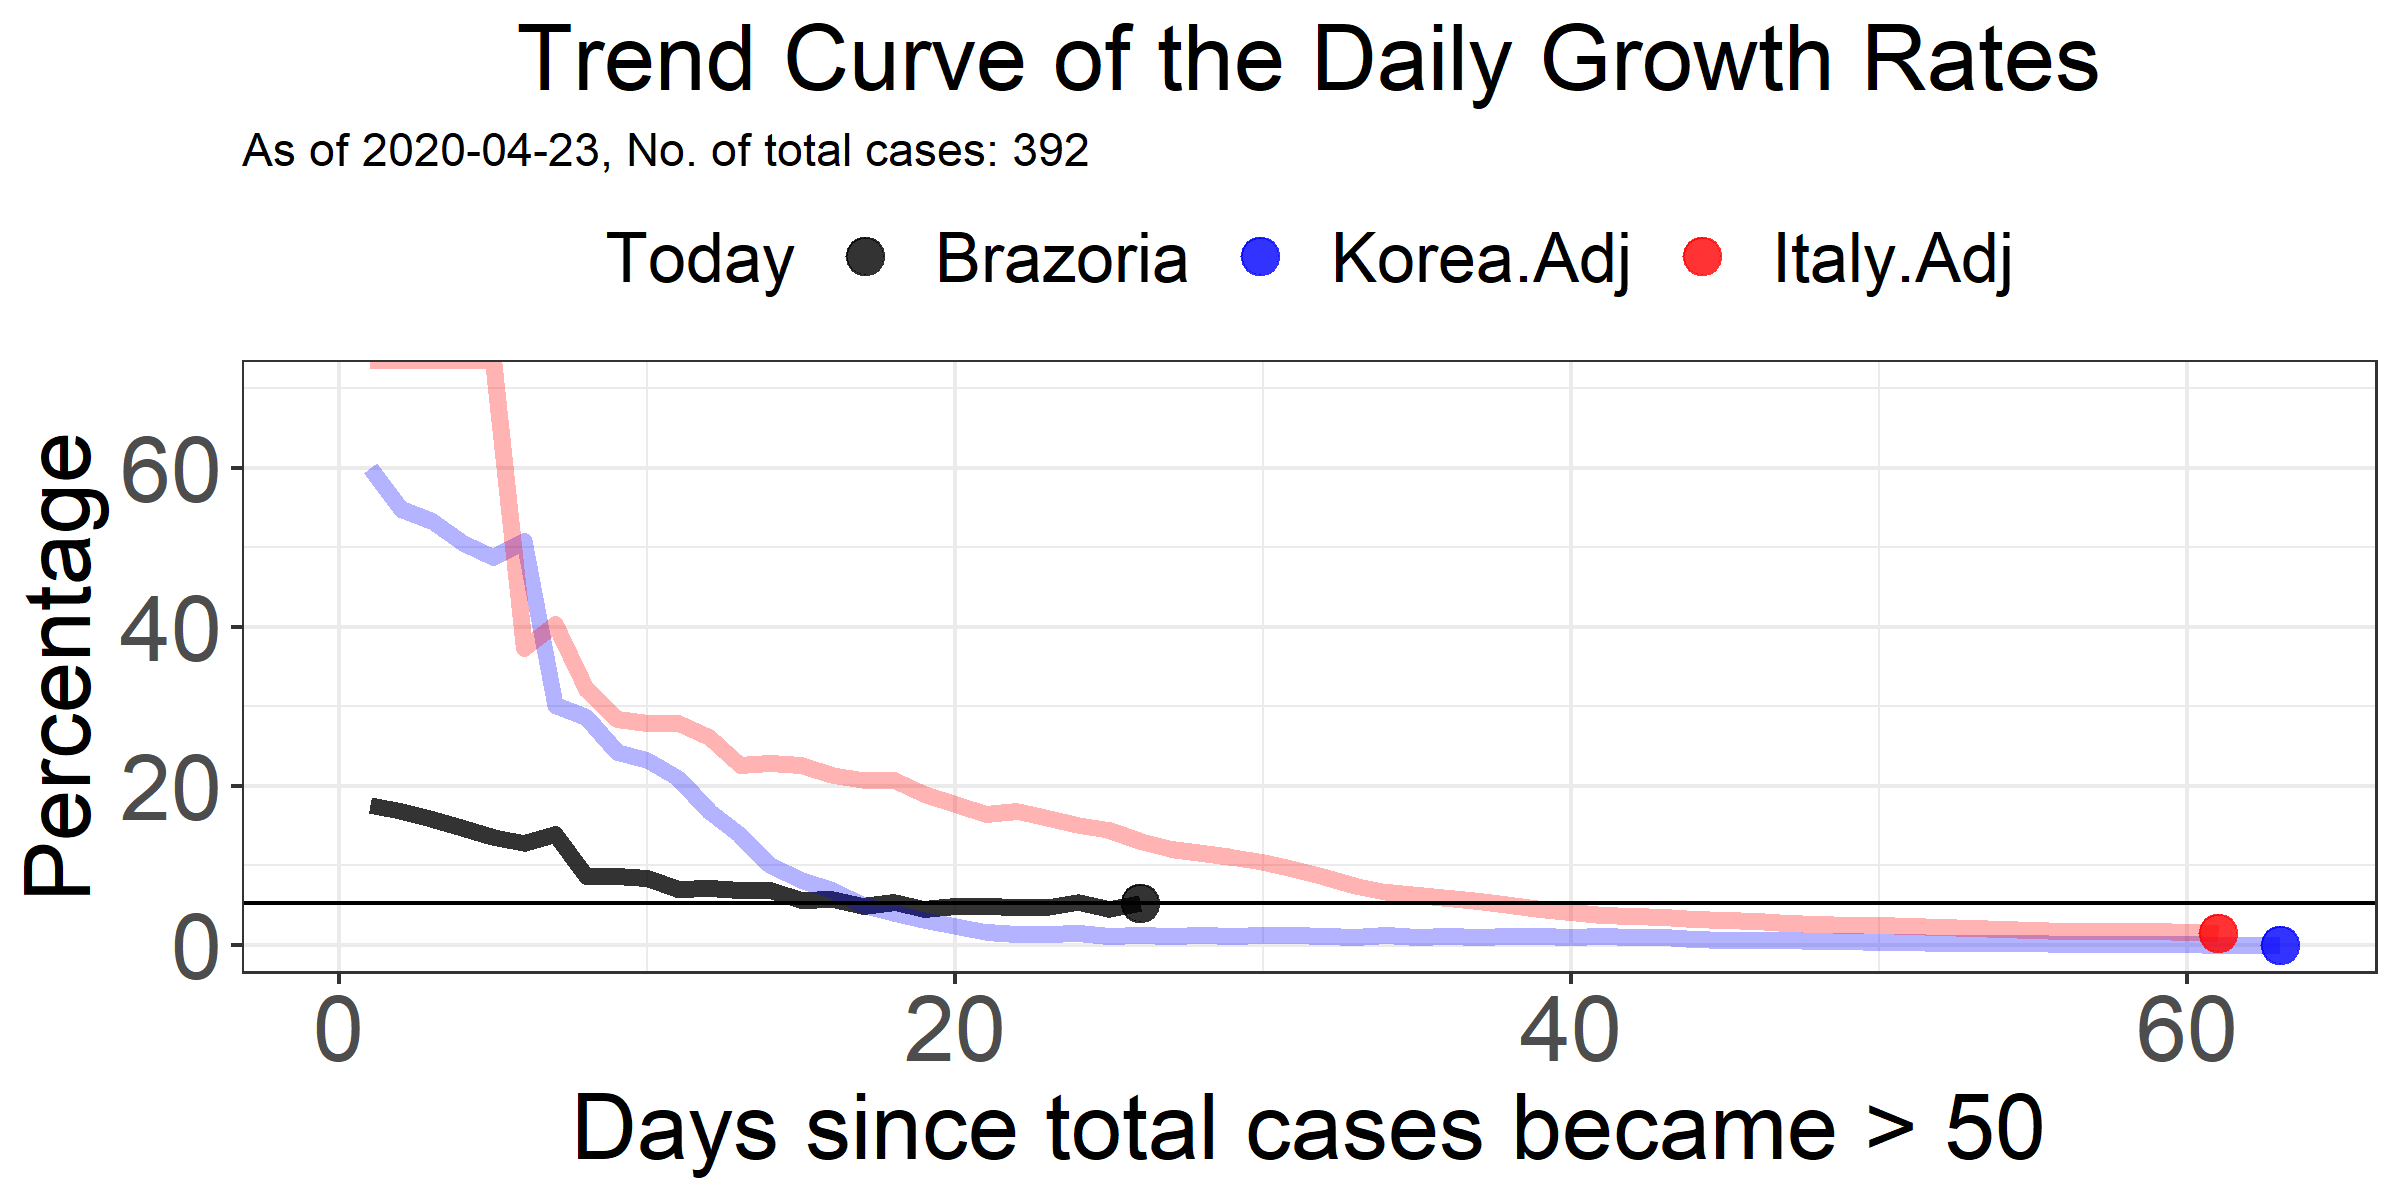 Trend Curve of the Daily Growth Rates
As of 2020-04-23, No. of total cases: 392
Today Brazoria Korea.Adj Italy.Adj
Percentage
60
40
20
0
0 20 40 60
Days since total cases became > 50